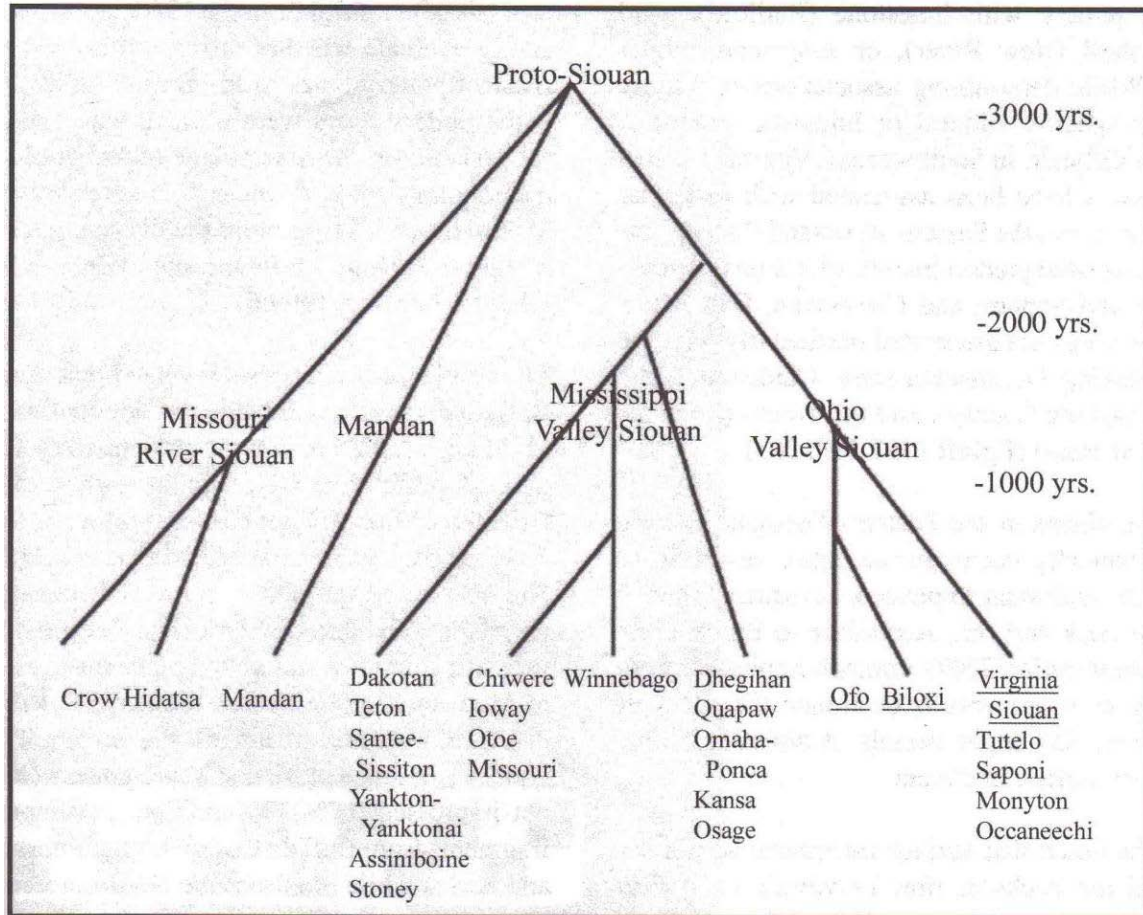 Proto-Siouan
-3000 yrs.
-2000 yrs.
Missouri
River Siouan
Mandan
Mississippi
Valley Siouan
Ohio
Valley Siouan
-1000 yrs.
Crow
Hidatsa
Mandan
Dakotan
Teton
Santee-
Sissiton
Yankton-
Yanktonai
Assiniboine
Stoney
Chiwere
Ioway
Otoe
Missouri
Winnebago
Dhegihan
Quapaw
Omaha-
Ponca
Kansa
Osage
Ofo
Biloxi
Virginia
Siouan
Tutelo
Saponi
Monyton
Occaneechi